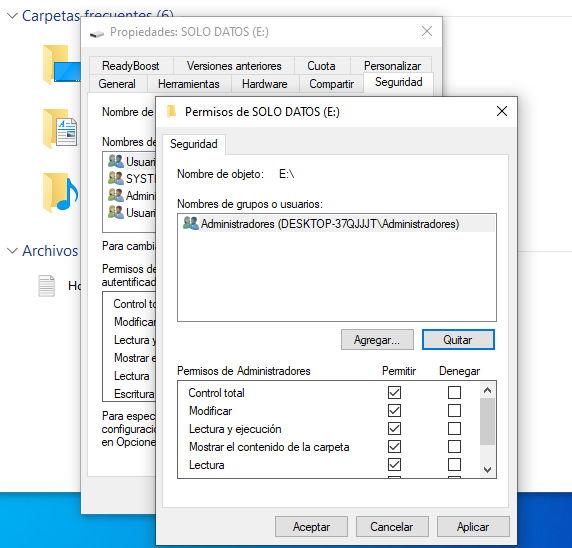 Carpetas frecuentes (6)
Propiedades: SOLO DATOS (E:)
ReadyBoost Versiones anteriores Cuota Personalizar
General Herramientas Hardware Compartir Seguridad
Nombre de
Nombres de
Usuari
SYST
Admini
Usuari
Para cambia
Permisos de
autentificad
Control to
Modificar
Lectura y
Mostrar e
Lectura
Escritura
Para espec
configuració
en Opcione
Archivos
Ho
Permisos de SOLO DATOS (E:)
Seguridad
Nombre de objeto: E:\
Nombres de grupos o usuarios:
Administradores (DESKTOP-37QJJJT\Administradores)
Agregar... Quitar
Permisos de Administradores Permitir Denegar
Control total
Modificar
Lectura y ejecución
Mostrar el contenido de la carpeta
Lectura
Aceptar Cancelar Aplicar